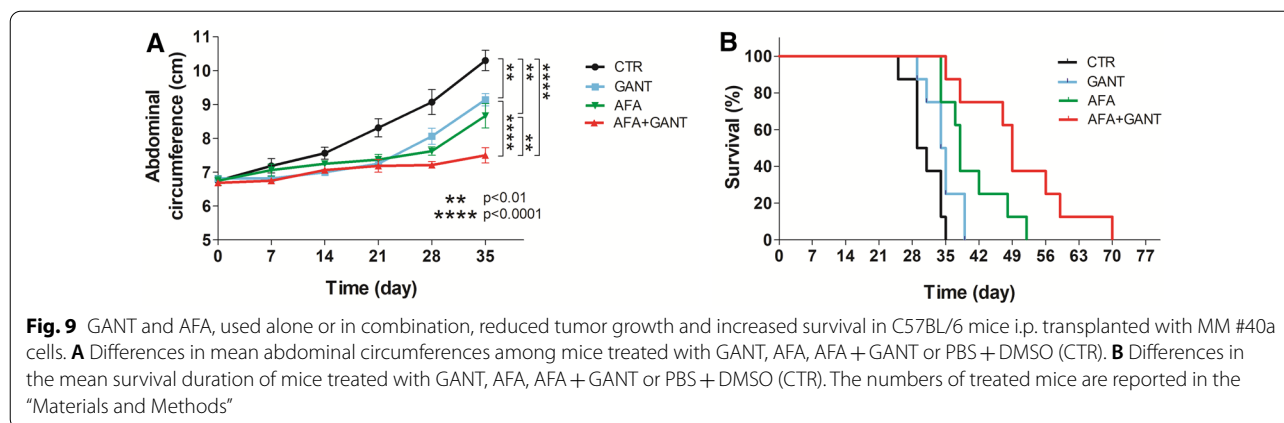 A
Abdominal
circumference (cm)
11
10
9
8
7
6
5
0 7 14 21 28 35
Time (day)
CTR
GANT
AFA
AFA+GANT
**
**
****
****
**
** p<0.01
**** p<0.0001
B
Survival (%)
100
80
60
40
20
0
0 7 14 21 28 35 42 49 56 63 70 77
Time (day)
CTR
GANT
AFA
AFA+GANT
Fig. 9 GANT and AFA, used alone or in combination, reduced tumor growth and increased survival in C57BL/6 mice i.p. transplanted with MM #40a
cells. A Differences in mean abdominal circumferences among mice treated with GANT, AFA, AFA + GANT or PBS + DMSO (CTR). B Differences in
the mean survival duration of mice treated with GANT, AFA, AFA + GANT or PBS + DMSO (CTR). The numbers of treated mice are reported in the
“Materials and Methods”